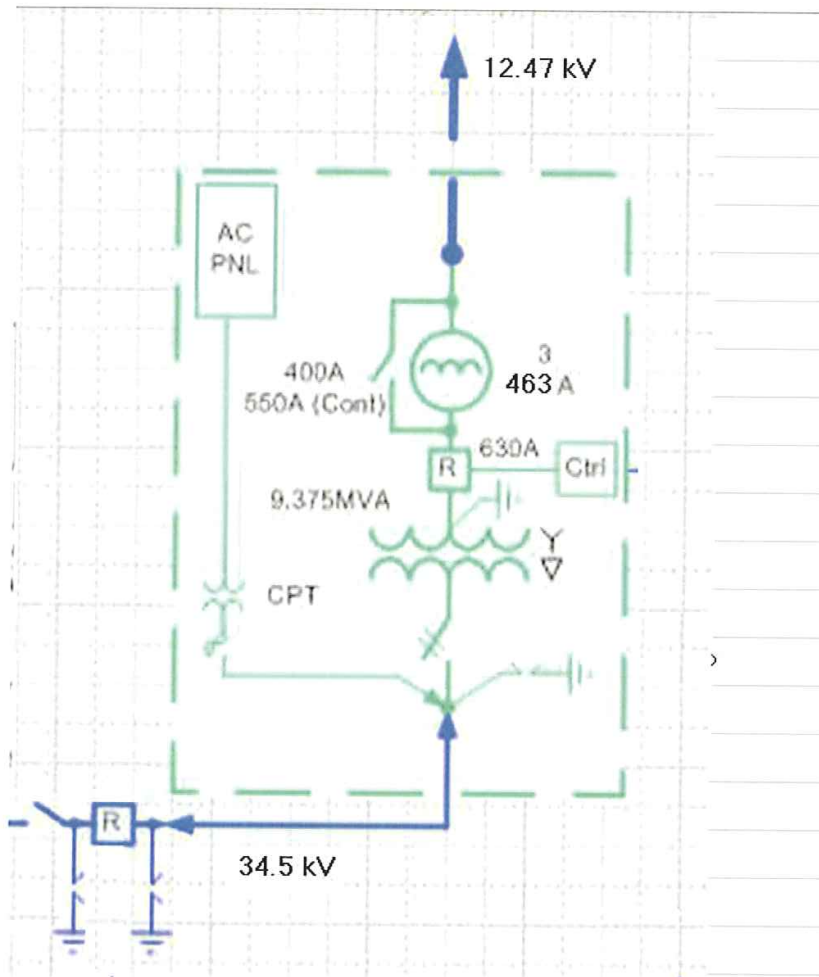 12.47 kV
AC
PNL
3
400A
463 A
550A (Cont)
630A
R
Ctrl
9.375MVA
Y
CPT
R
34.5 kV